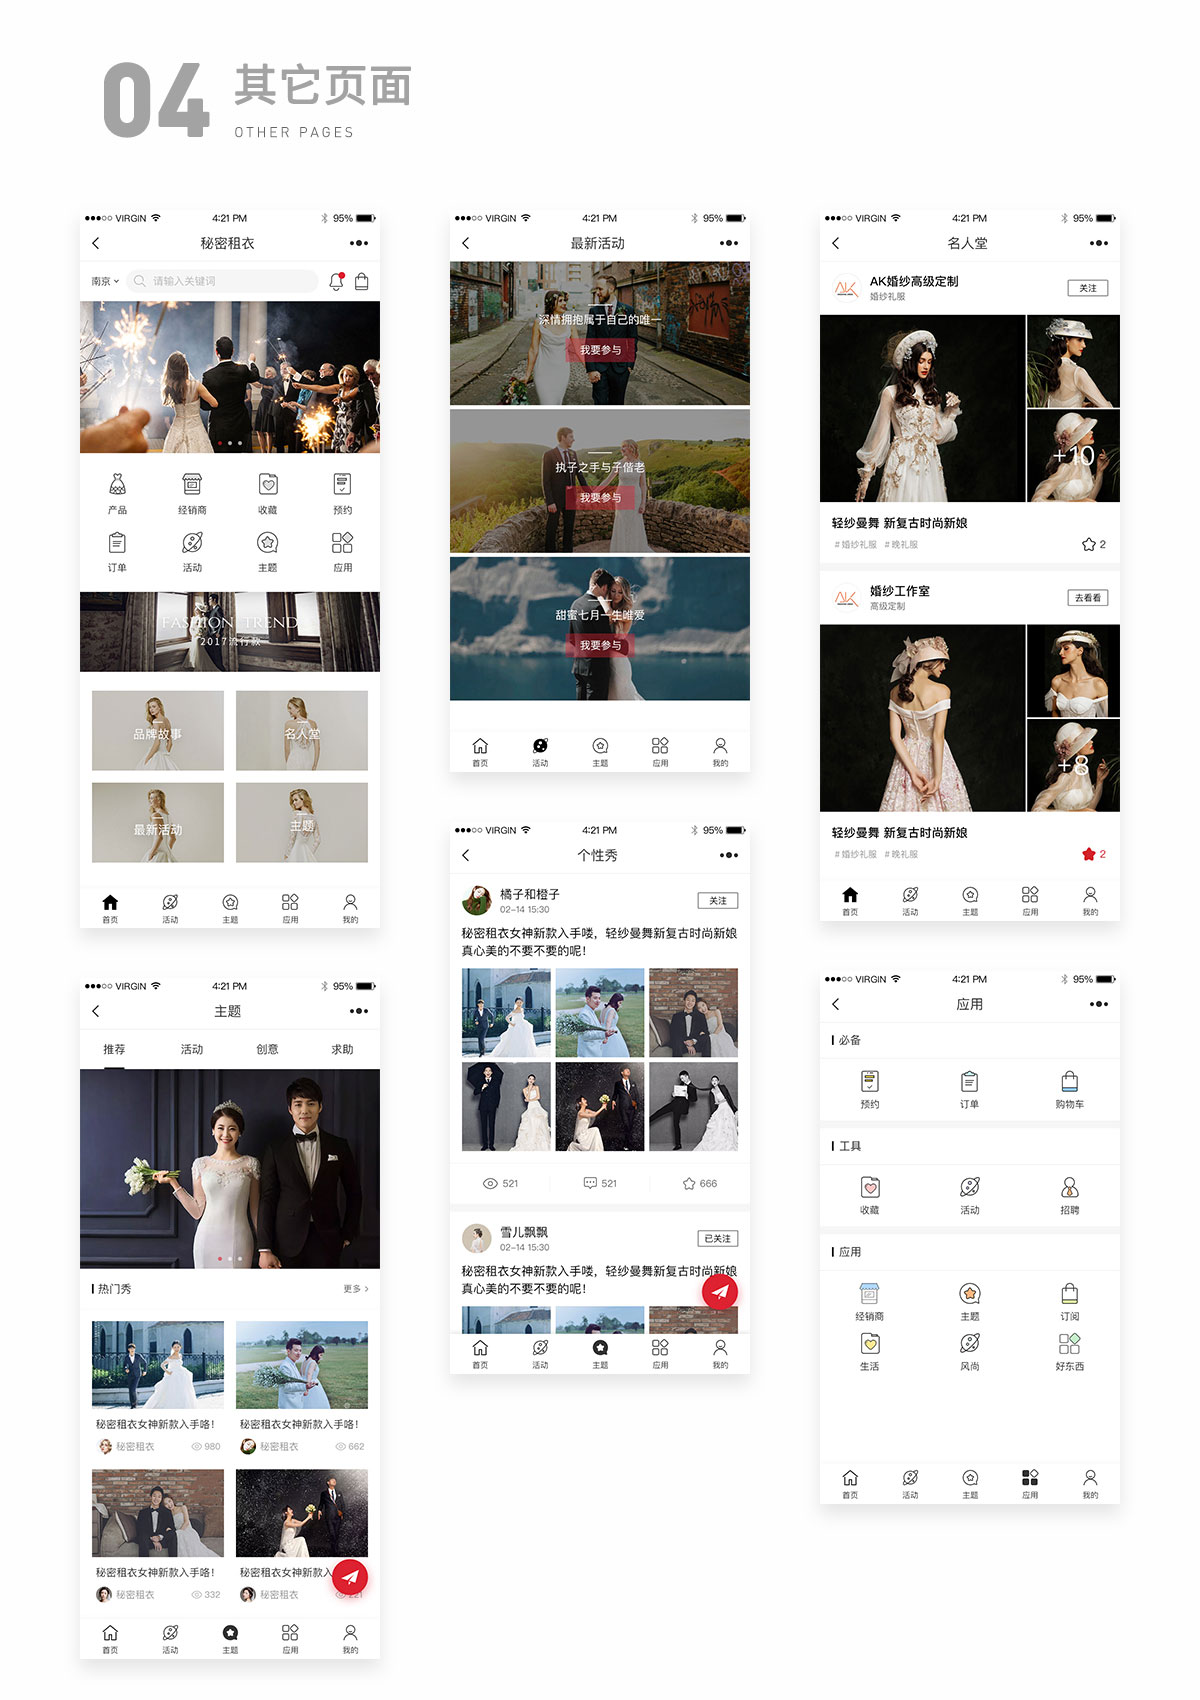 04 其它页面
OTHER PAGES
VIRGIN 4:21 PM 95%
秘密租衣
南京 请输入关键词
产品 经销商 收藏 预约
订单 活动 主题 应用
FASHION TREND
2017流行款
品牌故事 名人堂
最新活动 主题
首页 活动 主题 应用 我的
VIRGIN 4:21 PM 95%
主题
推荐 活动 创意 求助
热门秀 更多
秘密租衣女神新款入手咯! 秘密租衣女神新款入手咯!
秘密租衣 980 秘密租衣 662
秘密租衣女神新款入手咯! 秘密租衣女神新款入
秘密租衣 332 秘密租衣 221
首页 活动 主题 应用 我的
VIRGIN 4:21 PM 95%
最新活动
深情拥抱属于自己的唯一
我要参与
执子之手与子偕老
我要参与
甜蜜七月一生唯爱
我要参与
首页 活动 主题 应用 我的
VIRGIN 4:21 PM 95%
个性秀
橘子和橙子 关注
02-14 15:30
秘密租衣女神新款入手喽，轻纱曼舞新复古时尚新娘
真心美的不要不要的呢!
521 521 666
雪儿飘飘 已关注
02-14 15:30
秘密租衣女神新款入手喽，轻纱曼舞新复古时尚新娘
真心美的不要不要的呢!
首页 活动 主题 应用 我的
VIRGIN 4:21 PM 95%
名人堂
AK
AK婚纱高级定制 关注
婚纱礼服
+10
轻纱曼舞 新复古时尚新娘
#婚纱礼服 #晚礼服 2
AK
婚纱工作室 去看看
高级定制
+8
轻纱曼舞 新复古时尚新娘
#婚纱礼服 #晚礼服 2
首页 活动 主题 应用 我的
VIRGIN 4:21 PM 95%
应用
必备
预约 订单 购物车
工具
收藏 活动 招聘
应用
经销商 主题 订阅
生活 风尚 好东西
首页 活动 主题 应用 我的